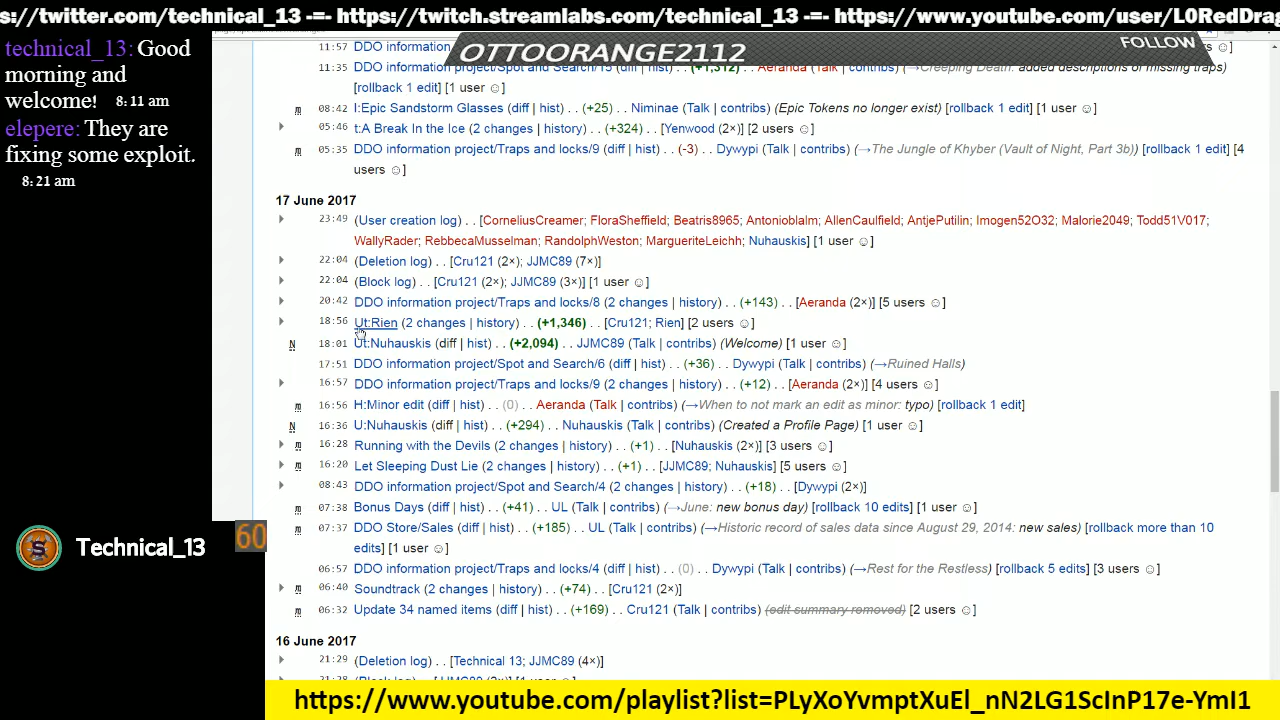 s://twitter.com/technical_13 -=- https://twitch.streamlabs.com/technical_13 -=- https://www.youtube.com/user/L0RedDrag
technical_13: Good
morning and
welcome! 8:11 am
elepere: They are
fixing some exploit.
8:21 am
OTTOORANGE2112
FOLLOW
11:57 DDO information
11:35 DDO information project/Spot and Search/15 (diff | hist) . . (+1,312) Aeranda (Talk | contribs) (→Creeping Death: added descriptions of missing traps)
[rollback 1 edit] [1 user ☺]
m 08:42 I:Epic Sandstorm Glasses (diff | hist) . . (+25) Niminae (Talk | contribs) (Epic Tokens no longer exist) [rollback 1 edit] [1 user ☺]
05:46 t:A Break In the Ice (2 changes | history) . . (+324) . . [Yenwood (2×)] [2 users ☺]
m 05:35 DDO information project/Traps and locks/9 (diff | hist) . . (-3) . . Dywypi (Talk | contribs) (→The Jungle of Khyber (Vault of Night, Part 3b)) [rollback 1 edit] [4
users ☺]
17 June 2017
23:49 (User creation log) . . [CorneliusCreamer; FloraSheffield; Beatris8965; Antonioblalm; AllenCaulfield; AntjePutilin; Imogen52O32; Malorie2049; Todd51V017;
WallyRader; RebbecaMusselman; RandolphWeston; MargueriteLeichh; Nuhauskis] [1 user ☺]
22:04 (Deletion log) . . [Cru121 (2×); JJMC89 (7×)]
22:04 (Block log) . . [Cru121 (2×); JJMC89 (3×)] [1 user ☺]
20:42 DDO information project/Traps and locks/8 (2 changes | history) . . (+143) . . [Aeranda (2×)] [5 users ☺]
18:56 Ut:Rien (2 changes | history) . . (+1,346) . . [Cru121; Rien] [2 users ☺]
N 18:01 Ut:Nuhauskis (diff | hist) . . (+2,094) . . JJMC89 (Talk | contribs) (Welcome) [1 user ☺]
17:51 DDO information project/Spot and Search/6 (diff | hist) . . (+36) . . Dywypi (Talk | contribs) (→Ruined Halls)
16:57 DDO information project/Traps and locks/9 (2 changes | history) . . (+12) . . [Aeranda (2×)] [4 users ☺]
m 16:56 H:Minor edit (diff | hist) . . (0) . . Aeranda (Talk | contribs) (→When to not mark an edit as minor: typo) [rollback 1 edit]
N 16:36 U:Nuhauskis (diff | hist) . . (+294) . . Nuhauskis (Talk | contribs) (Created a Profile Page) [1 user ☺]
m 16:28 Running with the Devils (2 changes | history) . . (+1) . . [Nuhauskis (2×)] [3 users ☺]
m 16:20 Let Sleeping Dust Lie (2 changes | history) . . (+1) . . [JJMC89; Nuhauskis] [5 users ☺]
08:43 DDO information project/Spot and Search/4 (2 changes | history) . . (+18) . . [Dywypi (2×)]
m 07:38 Bonus Days (diff | hist) . . (+41) . . UL (Talk | contribs) (→June: new bonus day) [rollback 10 edits] [1 user ☺]
m 07:37 DDO Store/Sales (diff | hist) . . (+185) . . UL (Talk | contribs) (→Historic record of sales data since August 29, 2014: new sales) [rollback more than 10
edits] [1 user ☺]
06:57 DDO information project/Traps and locks/4 (diff | hist) . . (0) . . Dywypi (Talk | contribs) (→Rest for the Restless) [rollback 5 edits] [3 users ☺]
m 06:40 Soundtrack (2 changes | history) . . (+74) . . [Cru121 (2×)]
m 06:32 Update 34 named items (diff | hist) . . (+169) . . Cru121 (Talk | contribs) (edit summary removed) [2 users ☺]
16 June 2017
21:29 (Deletion log) . . [Technical 13; JJMC89 (4×)]
Technical_13
60
https://www.youtube.com/playlist?list=PLyXoYvmptXuEl_nN2LG1ScInP17e-YmI1